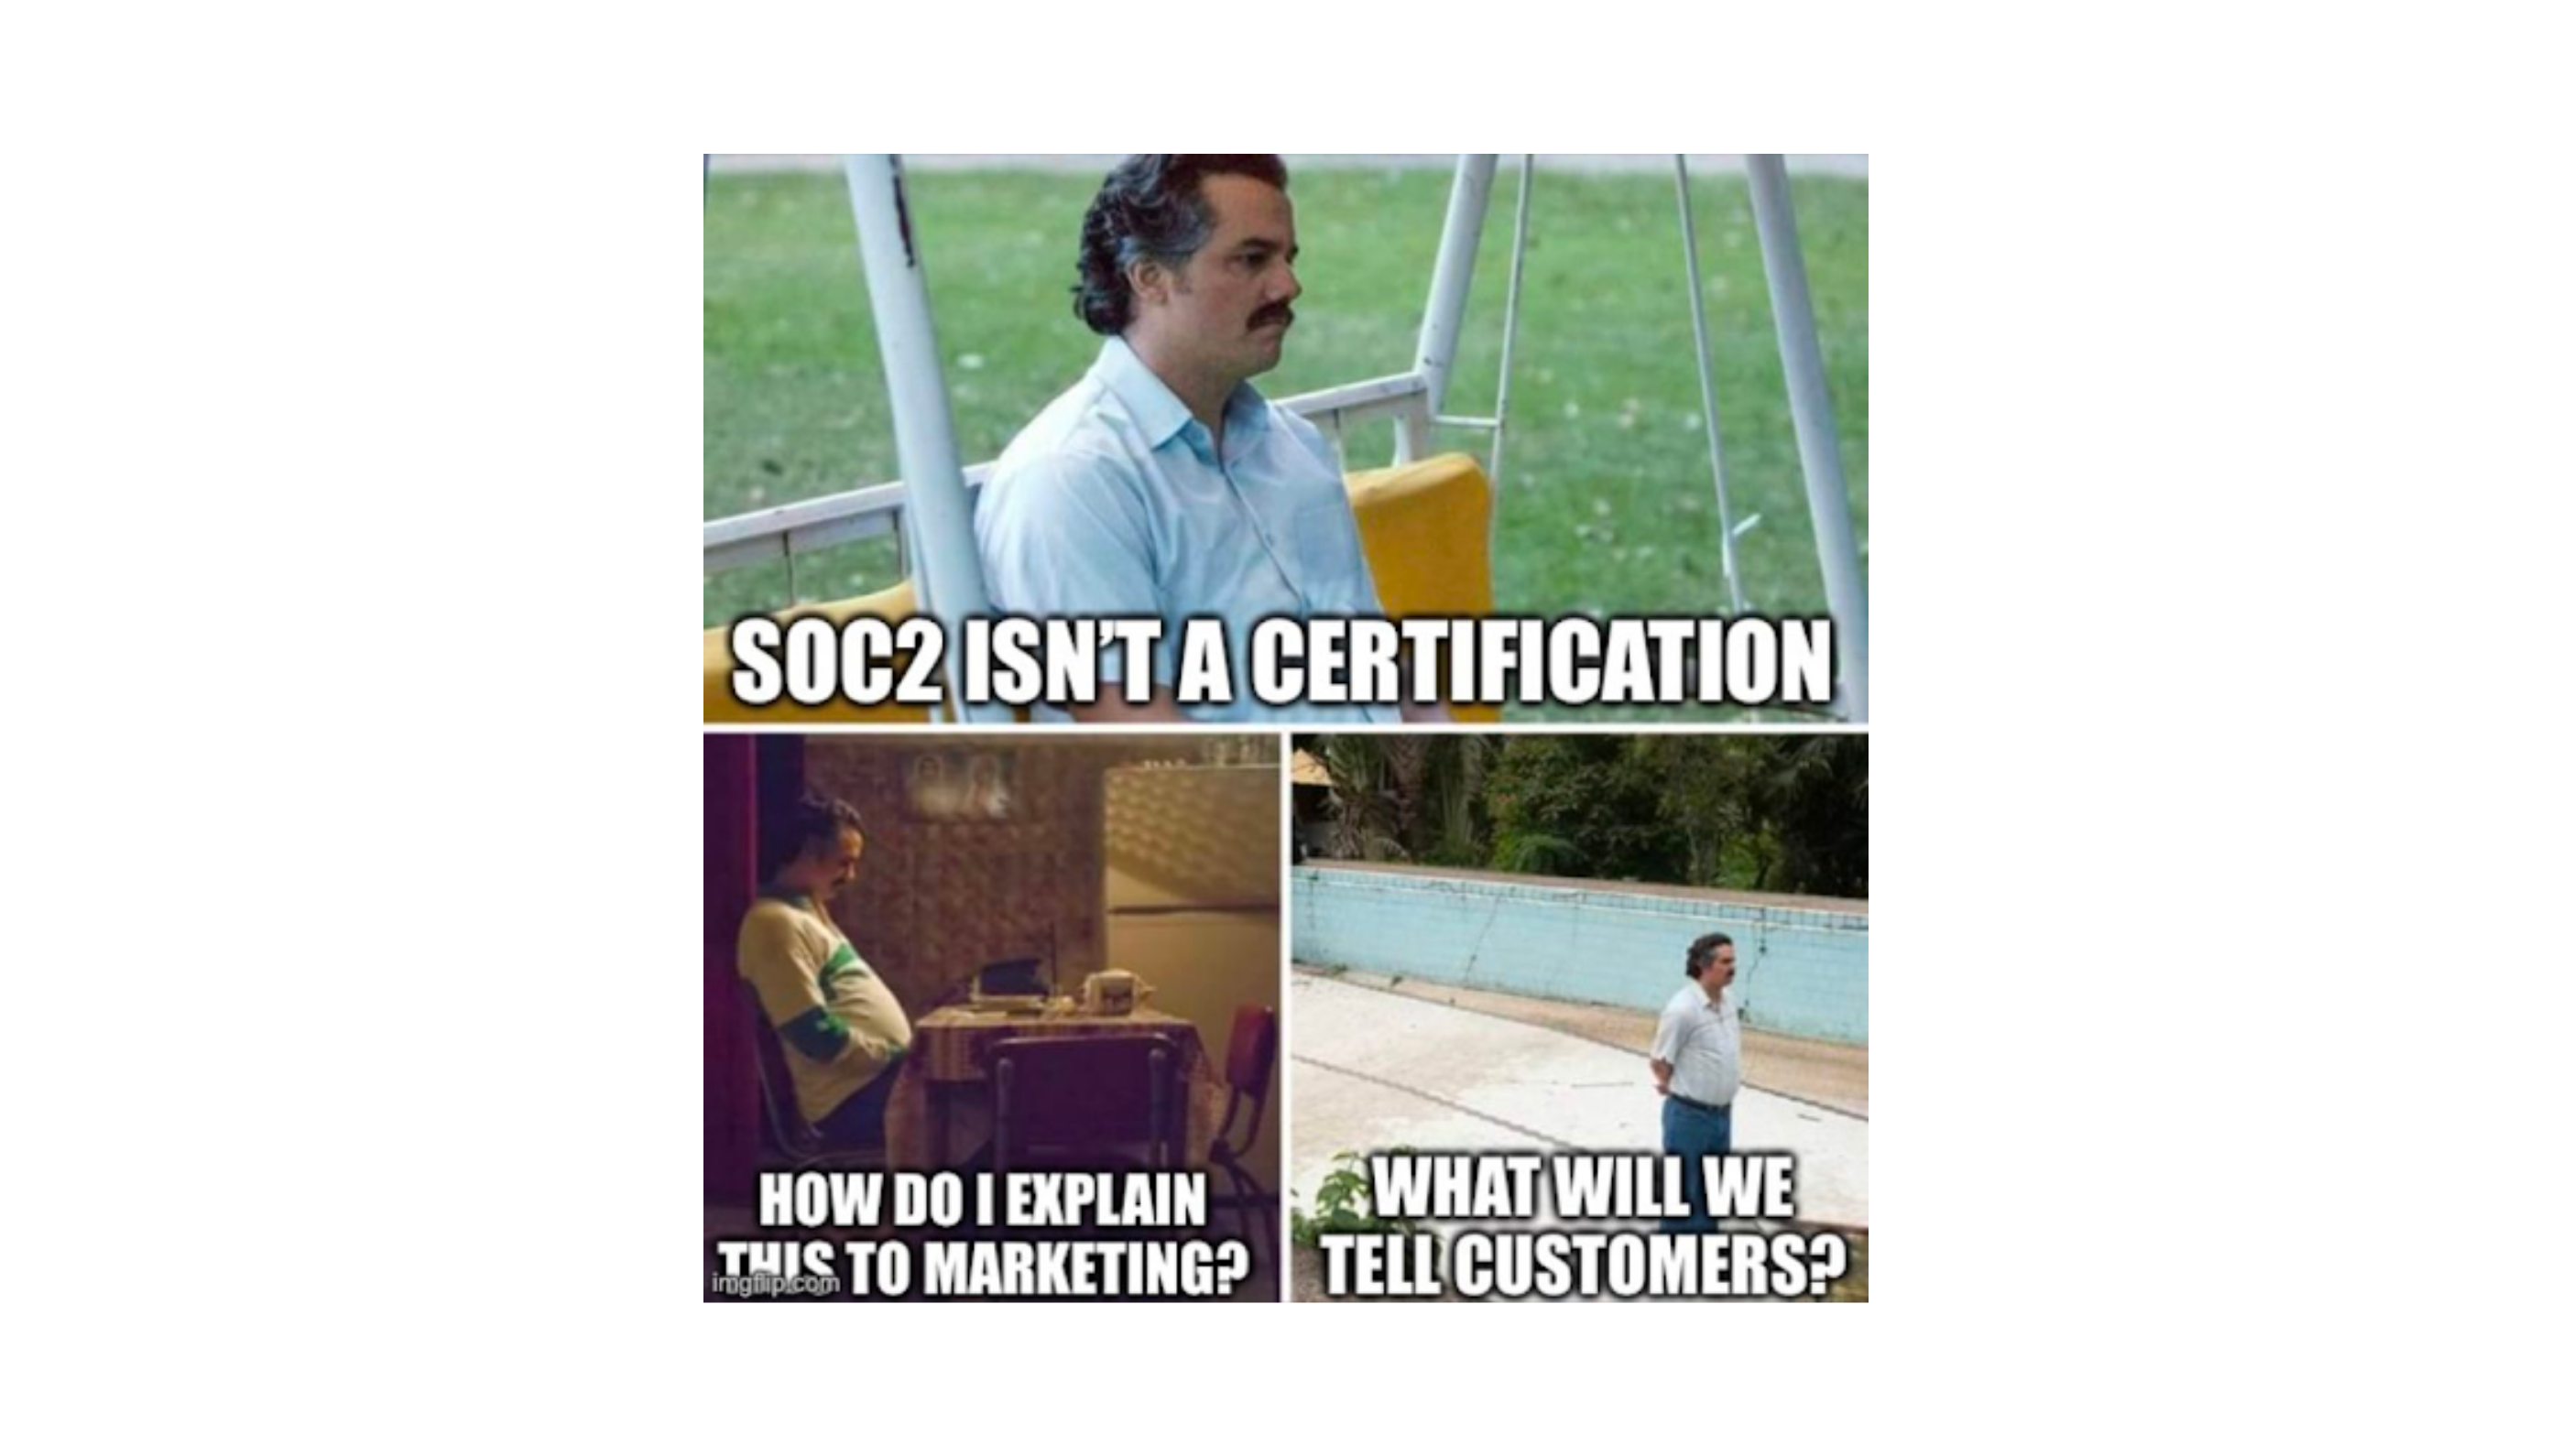 SOC2 ISN'T A CERTIFICATION
HOW DO I EXPLAIN
THIS TO MARKETING?
imgflip.com
WHAT WILL WE
TELL CUSTOMERS?